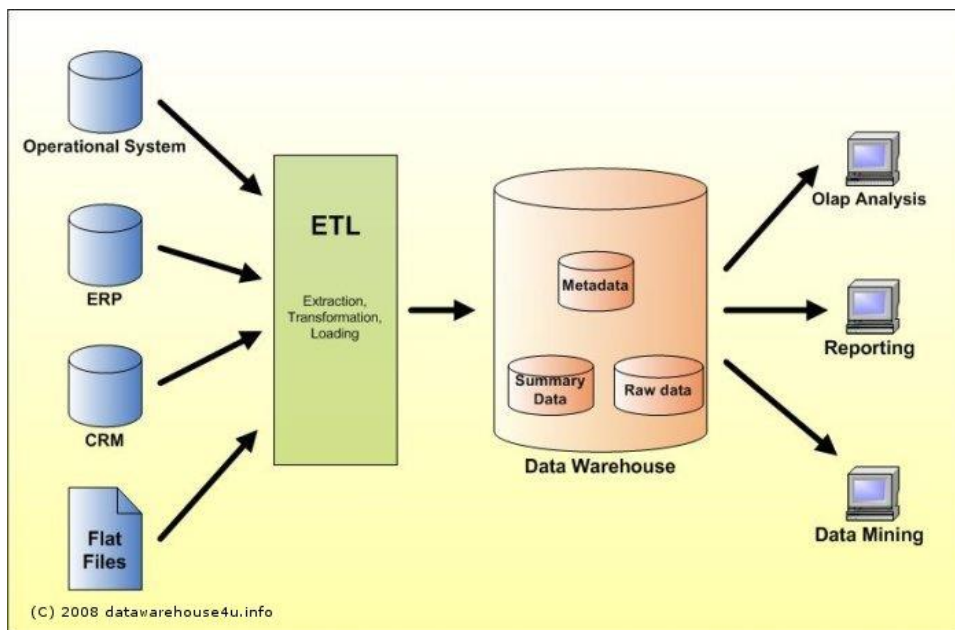 Operational System
ERP
CRM
Flat
Files
ETL
Extraction,
Transformation,
Loading
Metadata
Summary
Data
Raw data
Data Warehouse
Olap Analysis
Reporting
Data Mining
(C) 2008 datawarehouse4u.info